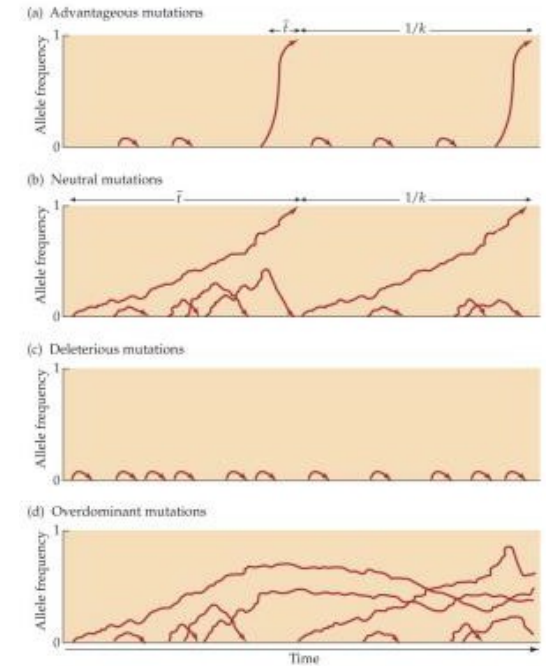 (a) Advantageous mutations
t̄ 1/k
1
Allele frequency
0
(b) Neutral mutations
t̄ 1/k
1
Allele frequency
0
(c) Deleterious mutations
1
Allele frequency
0
(d) Overdominant mutations
1
Allele frequency
0
Time